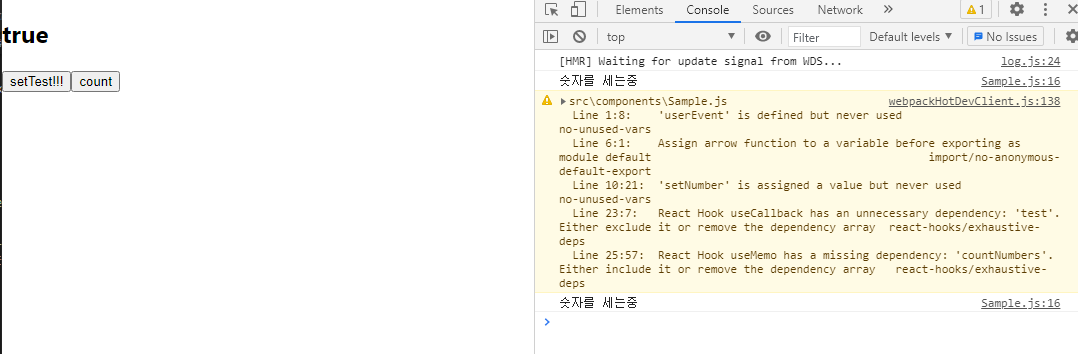 true
setTest!!! count
Elements Console Sources Network » 1
top Filter Default levels No Issues
[HMR] Waiting for update signal from WDS... log.js:24
숫자를 세는중 Sample.js:16
src\components\Sample.js webpackHotDevClient.js:138
Line 1:8: 'userEvent' is defined but never used
no-unused-vars
Line 6:1: Assign arrow function to a variable before exporting as
module default import/no-anonymous-
default-export
Line 10:21: 'setNumber' is assigned a value but never used
no-unused-vars
Line 23:7: React Hook useCallback has an unnecessary dependency: 'test'.
Either exclude it or remove the dependency array react-hooks/exhaustive-
deps
Line 25:57: React Hook useMemo has a missing dependency: 'countNumbers'.
Either include it or remove the dependency array react-hooks/exhaustive-
deps
숫자를 세는중 Sample.js:16